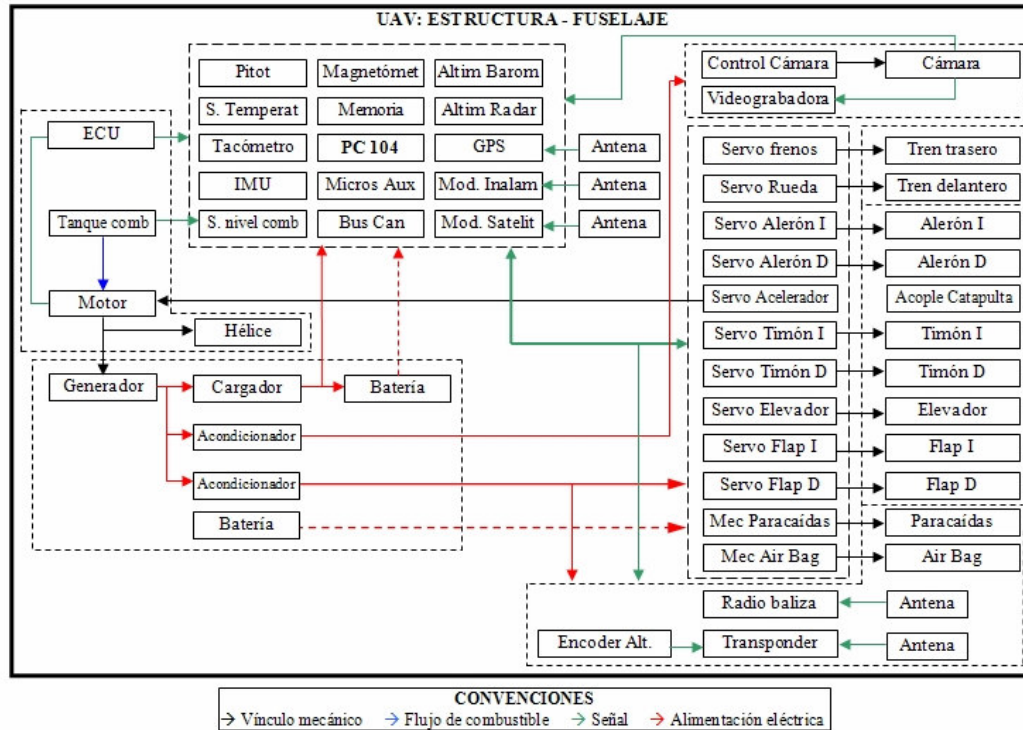 UAV: ESTRUCTURA - FUSELAJE
Pitot
Magnetómet
Altim Barom
S. Temperat
Memoria
Altim Radar
Tacómetro
PC 104
GPS
IMU
Micros Aux
Mod. Inalam
S. nivel comb
Bus Can
Mod. Satelit
Antena
Antena
Antena
Control Cámara
Cámara
Videograbadora
ECU
Tanque comb
Motor
Hélice
Generador
Cargador
Batería
Acondicionador
Acondicionador
Batería
Servo frenos
Tren trasero
Servo Rueda
Tren delantero
Servo Alerón I
Alerón I
Servo Alerón D
Alerón D
Servo Acelerador
Acople Catapulta
Servo Timón I
Timón I
Servo Timón D
Timón D
Servo Elevador
Elevador
Servo Flap I
Flap I
Servo Flap D
Flap D
Mec Paracaídas
Paracaídas
Mec Air Bag
Air Bag
Radio baliza
Antena
Encoder Alt.
Transponder
Antena
CONVENCIONES
Vínculo mecánico
Flujo de combustible
Señal
Alimentación eléctrica